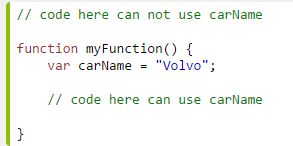 // code here can not use carName
function myFunction() {
    var carName = "Volvo";
    // code here can use carName
}